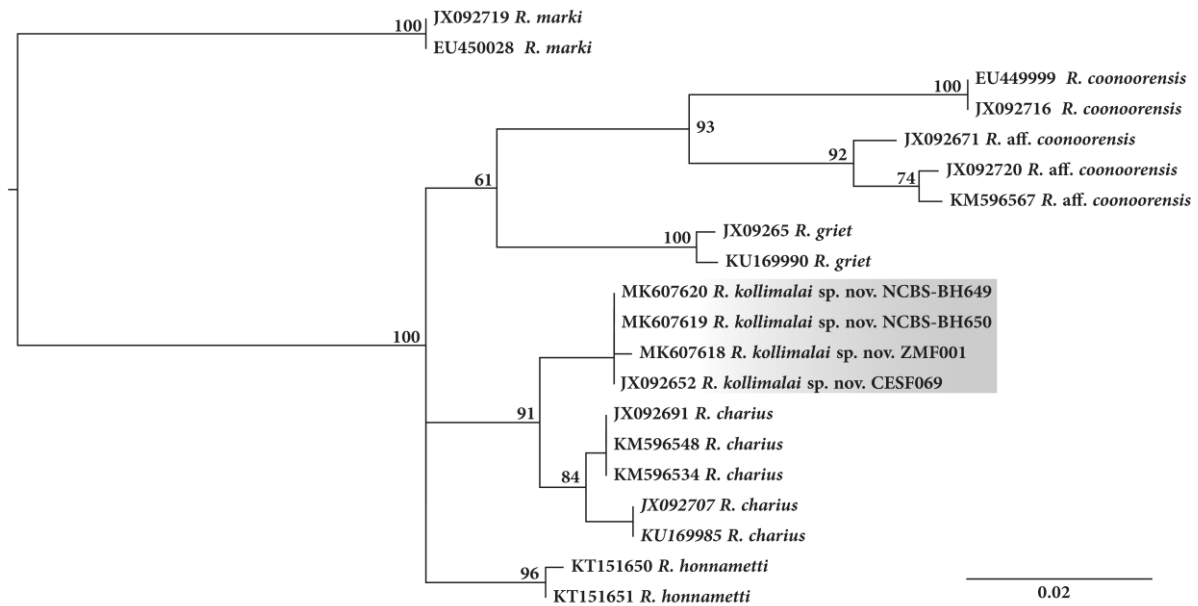 100
JX092719 R. marki
EU450028 R. marki
EU449999 R. coonoorensis
100
JX092716 R. coonoorensis
93
JX092671 R. aff. coonoorensis
92
JX092720 R. aff. coonoorensis
74
KM596567 R. aff. coonoorensis
61
JX09265 R. griet
100
KU169990 R. griet
MK607620 R. kollimalai sp. nov. NCBS-BH649
MK607619 R. kollimalai sp. nov. NCBS-BH650
100
MK607618 R. kollimalai sp. nov. ZMF001
JX092652 R. kollimalai sp. nov. CESF069
91
JX092691 R. charius
KM596548 R. charius
KM596534 R. charius
84
JX092707 R. charius
KU169985 R. charius
KT151650 R. honnametti
96
KT151651 R. honnametti
0.02